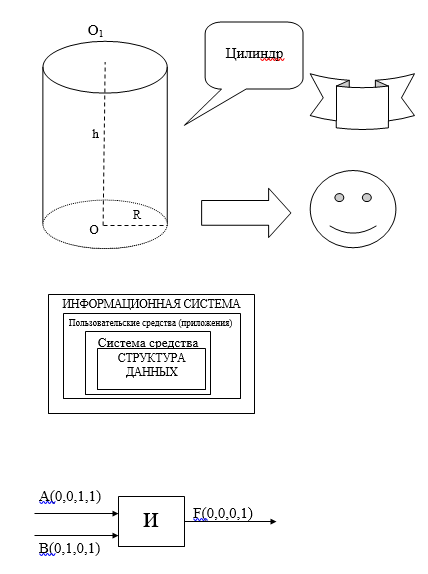 O₁
Цилиндр
h
R
O
ИНФОРМАЦИОННАЯ СИСТЕМА
Пользовательские средства (приложения)
Система средства
СТРУКТУРА
ДАННЫХ
A(0,0,1,1)
И
F(0,0,0,1)
B(0,1,0,1)